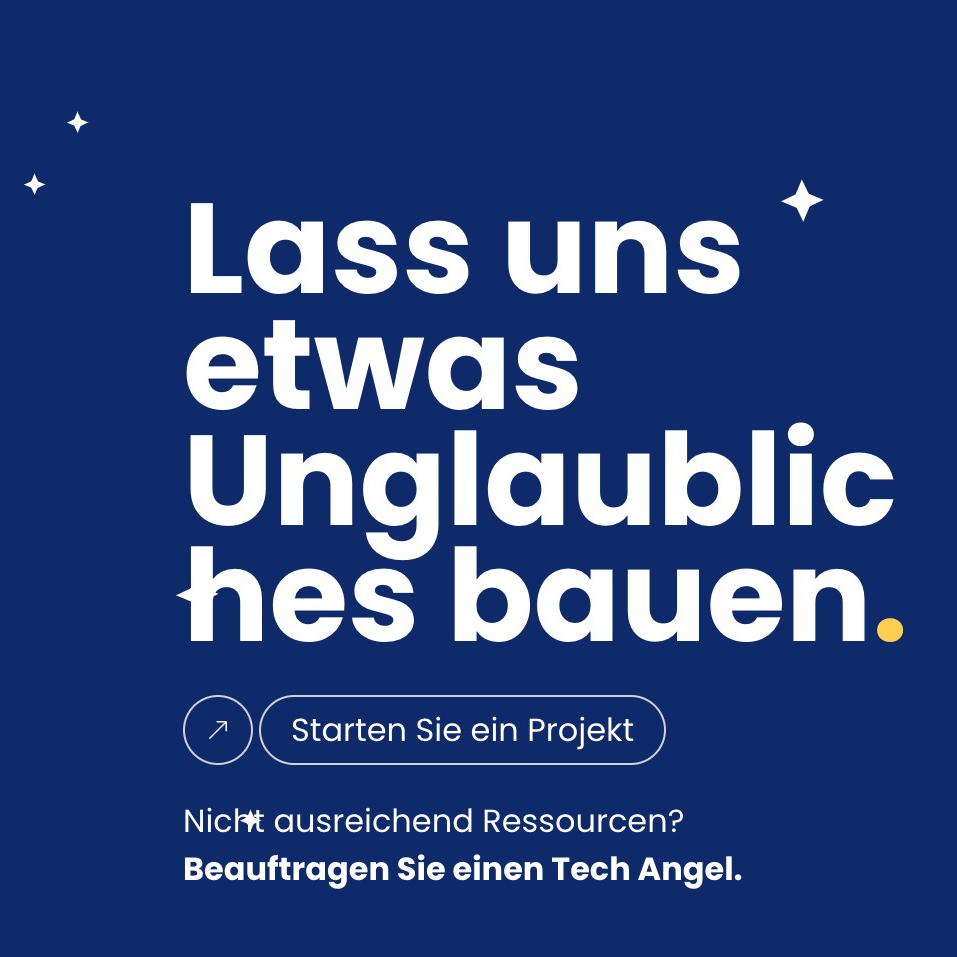 Lass uns
etwas
Unglaublic
hes bauen.
Starten Sie ein Projekt
Nicht ausreichend Ressourcen?
Beauftragen Sie einen Tech Angel.